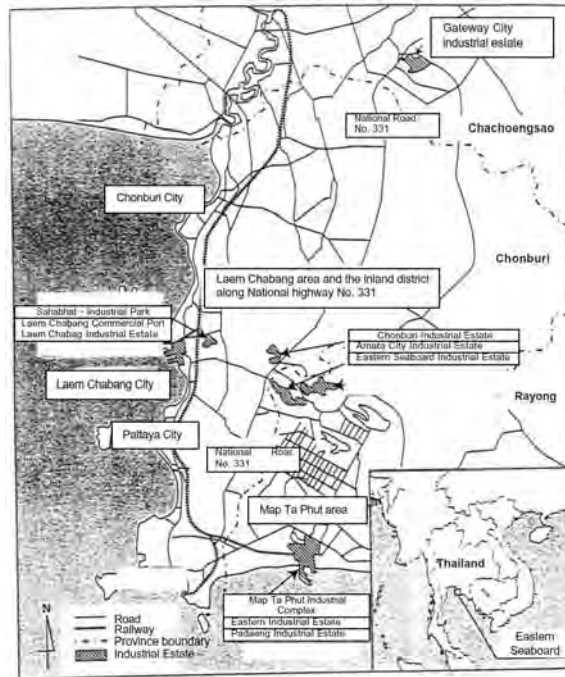 Gateway City
industrial estate
National Road
No. 331
Chachoengsao
Chonburi City
Chonburi
Laem Chabang area and the Inland district
along National highway No. 331
Sahabhat - Industrial Park
Laem Chabang Commercial Port
Laem Chabag Industrial Estate
Chonburi Industrial Estate
Amata City Industrial Estate
Eastern Seaboard Industrial Estate
Laem Chabang City
Rayong
Pattaya City
National Road
No. 331
Map Ta Phut area
Thailand
Map Ta Phut Industrial
Complex
Eastern Industrial Estate
Padaeng Industrial Estate
Eastern
Seaboard
N
Road
Railway
Province boundary
Industrial Estate